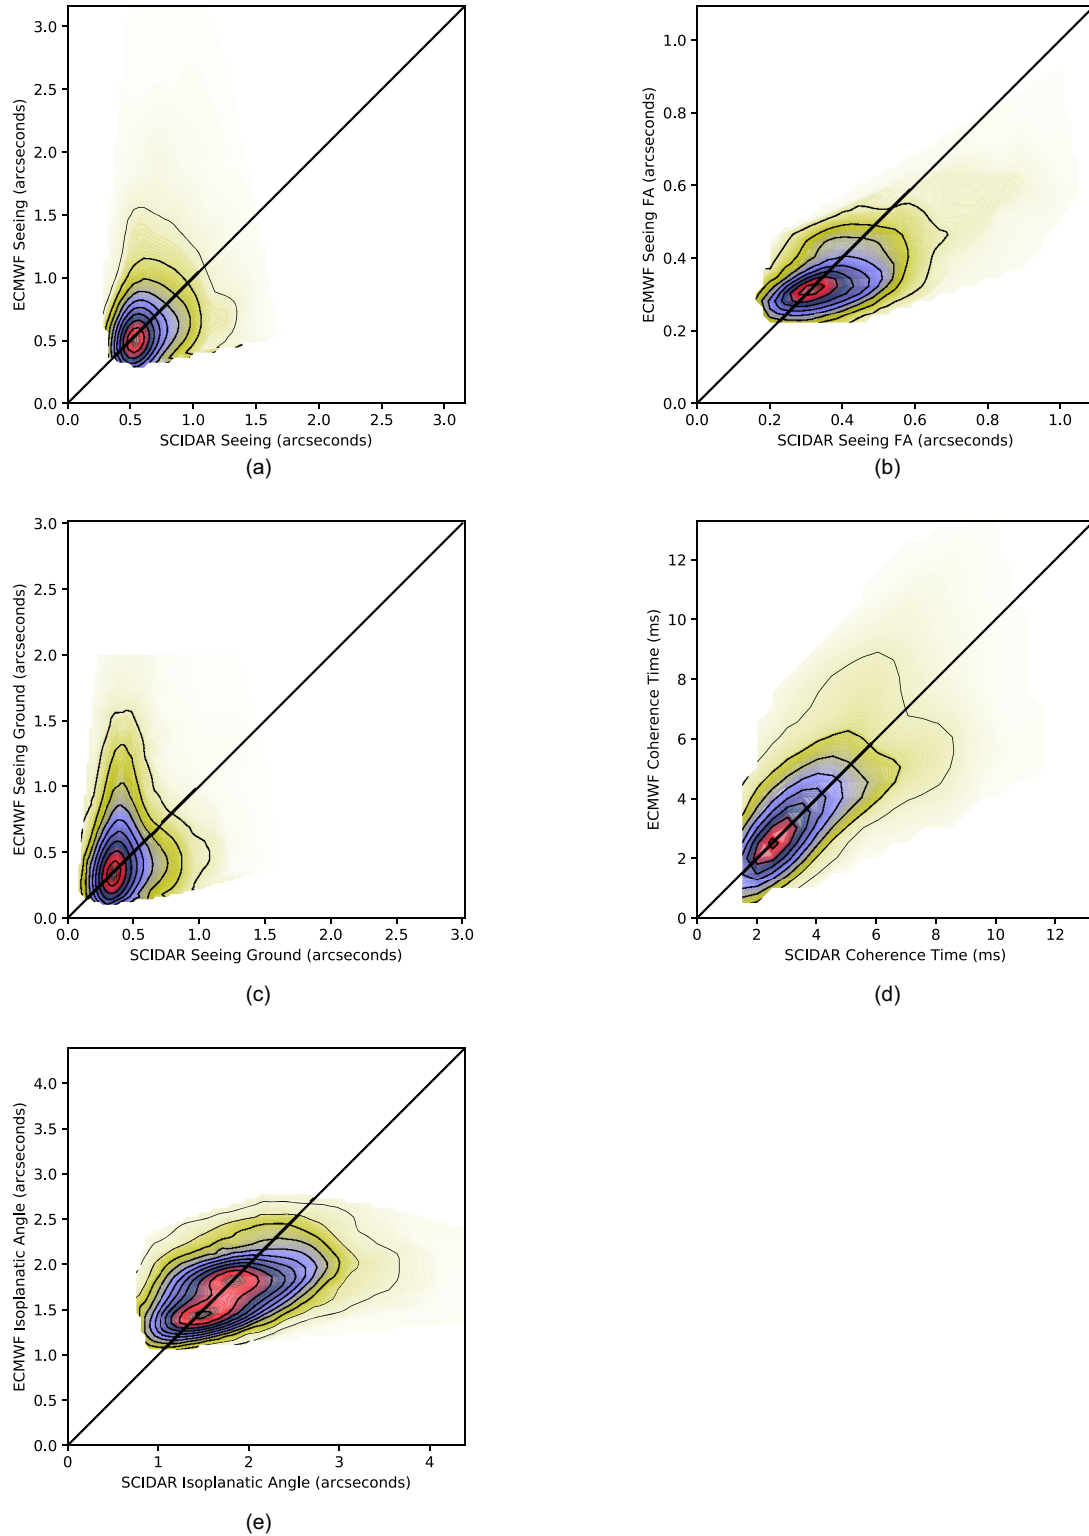 3.0
2.5
2.0
1.5
1.0
0.5
0.0
ECMWF Seeing (arcseconds)
0.0 0.5 1.0 1.5 2.0 2.5 3.0
SCIDAR Seeing (arcseconds)
(a)
1.0
0.8
0.6
0.4
0.2
0.0
ECMWF Seeing FA (arcseconds)
0.0 0.2 0.4 0.6 0.8 1.0
SCIDAR Seeing FA (arcseconds)
(b)
3.0
2.5
2.0
1.5
1.0
0.5
0.0
ECMWF Seeing Ground (arcseconds)
0.0 0.5 1.0 1.5 2.0 2.5 3.0
SCIDAR Seeing Ground (arcseconds)
(c)
12
10
8
6
4
2
0
ECMWF Coherence Time (ms)
0 2 4 6 8 10 12
SCIDAR Coherence Time (ms)
(d)
4.0
3.5
3.0
2.5
2.0
1.5
1.0
0.5
0.0
ECMWF Isoplanatic Angle (arcseconds)
0 1 2 3 4
SCIDAR Isoplanatic Angle (arcseconds)
(e)